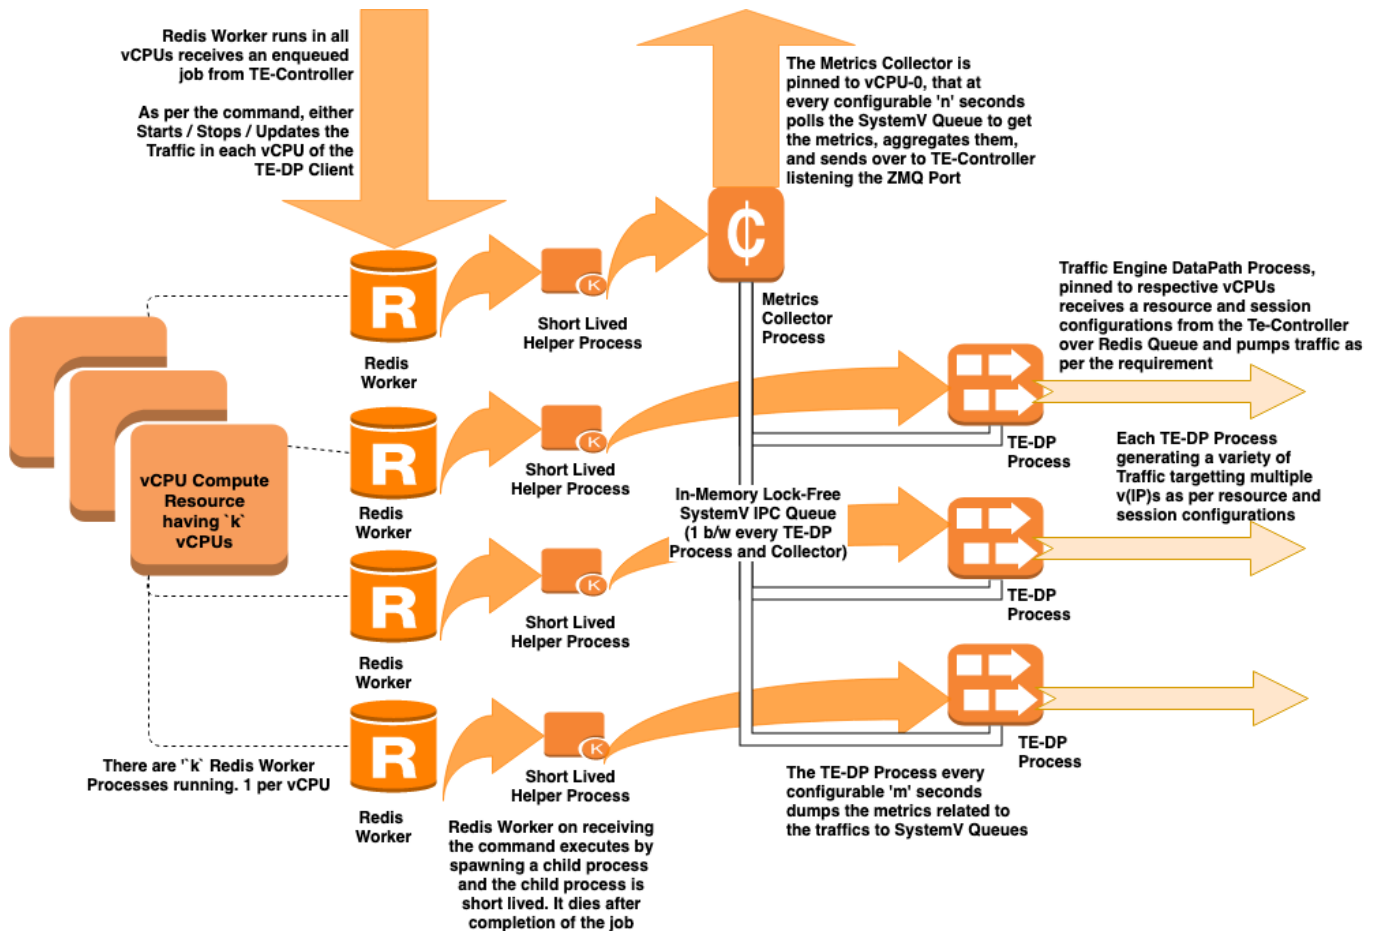 Redis Worker runs in all
vCPUs receives an enqueued
job from TE-Controller
As per the command, either
Starts / Stops / Updates the
Traffic in each vCPU of the
TE-DP Client
The Metrics Collector is
pinned to vCPU-0, that at
every configurable 'n' seconds
polls the SystemV Queue to get
the metrics, aggregates them,
and sends over to TE-Controller
listening the ZMQ Port
R
K
¢
Redis
Worker
Short Lived
Helper Process
Metrics
Collector
Process
Traffic Engine DataPath Process,
pinned to respective vCPUs
receives a resource and session
configurations from the Te-Controller
over Redis Queue and pumps traffic as
per the requirement
R
K
Redis
Worker
Short Lived
Helper Process
TE-DP
Process
Each TE-DP Process
generating a variety of
Traffic targetting multiple
v(IP)s as per resource and
session configurations
vCPU Compute
Resource
having `k`
vCPUs
In-Memory Lock-Free
SystemV IPC Queue
(1 b/w every TE-DP
Process and Collector)
R
K
Redis
Worker
Short Lived
Helper Process
TE-DP
Process
R
K
Redis
Worker
Short Lived
Helper Process
TE-DP
Process
There are '`k` Redis Worker
Processes running. 1 per vCPU
The TE-DP Process every
configurable 'm' seconds
dumps the metrics related to
the traffics to SystemV Queues
Redis Worker on receiving
the command executes by
spawning a child process
and the child process is
short lived. It dies after
completion of the job